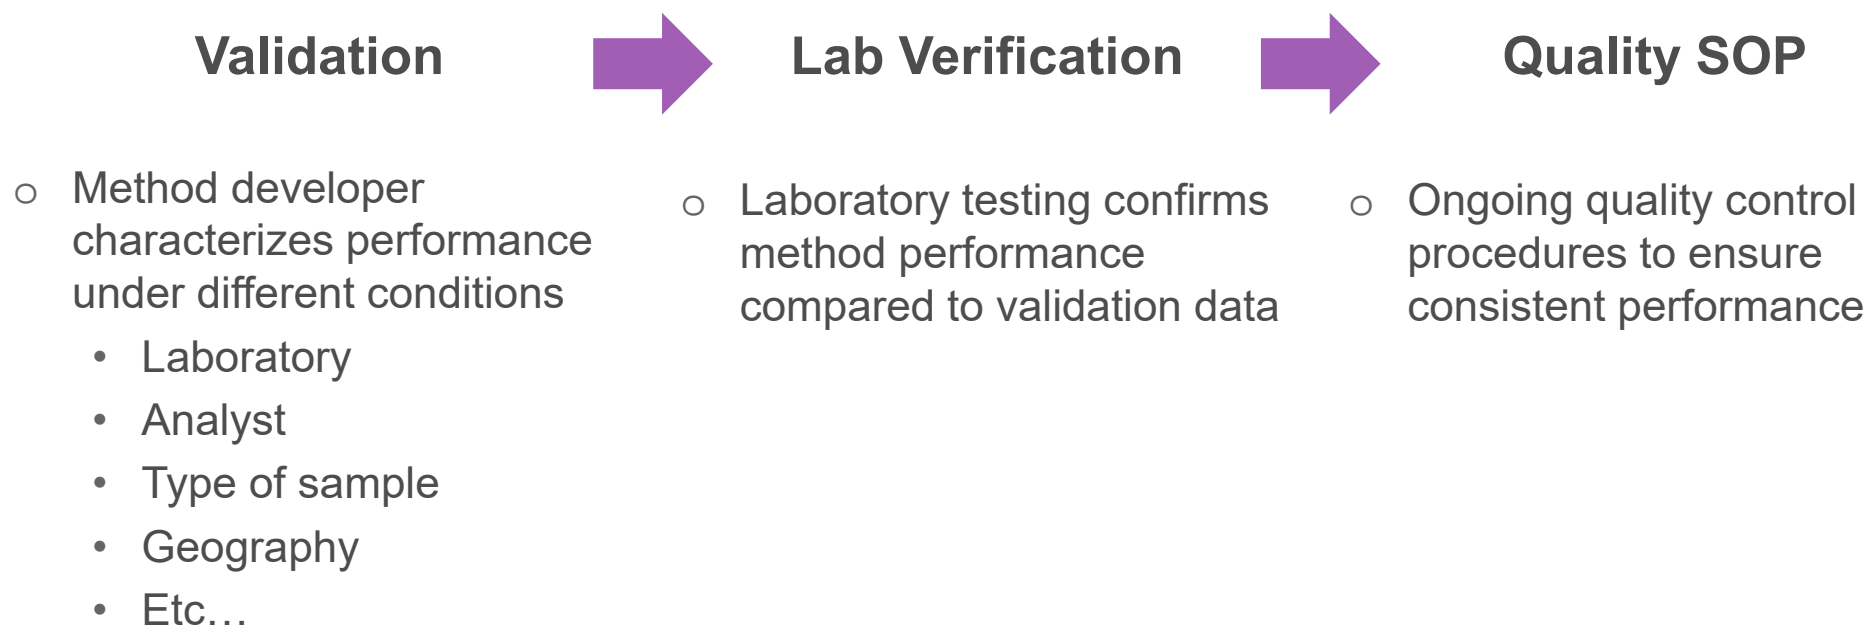 Validation
Lab Verification
Quality SOP
○ Method developer
characterizes performance
under different conditions
• Laboratory
• Analyst
• Type of sample
• Geography
• Etc…
○ Laboratory testing confirms
method performance
compared to validation data
○ Ongoing quality control
procedures to ensure
consistent performance